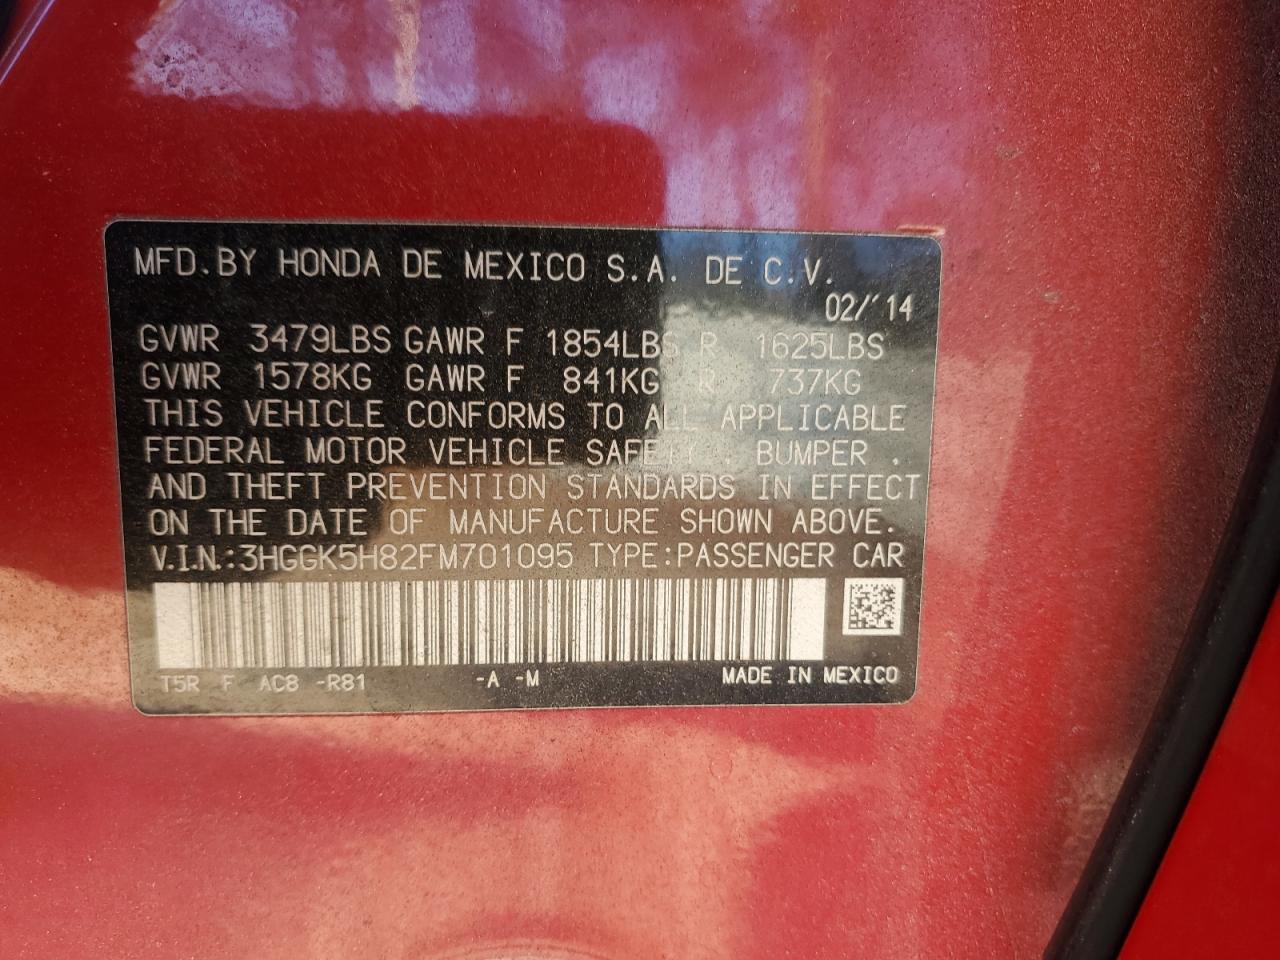 MFD.BY HONDA DE MEXICO S.A. DE C.V.
02/'14
GVWR 3479LBS GAWR F 1854LBS R 1625LBS
GVWR 1578KG GAWR F 841KG R 737KG
THIS VEHICLE CONFORMS TO ALL APPLICABLE
FEDERAL MOTOR VEHICLE SAFETY , BUMPER ,
AND THEFT PREVENTION STANDARDS IN EFFECT
ON THE DATE OF MANUFACTURE SHOWN ABOVE.
V.I.N.:3HGGK5H82FM701095 TYPE:PASSENGER CAR
T5R F AC8 -R81 -A -M MADE IN MEXICO